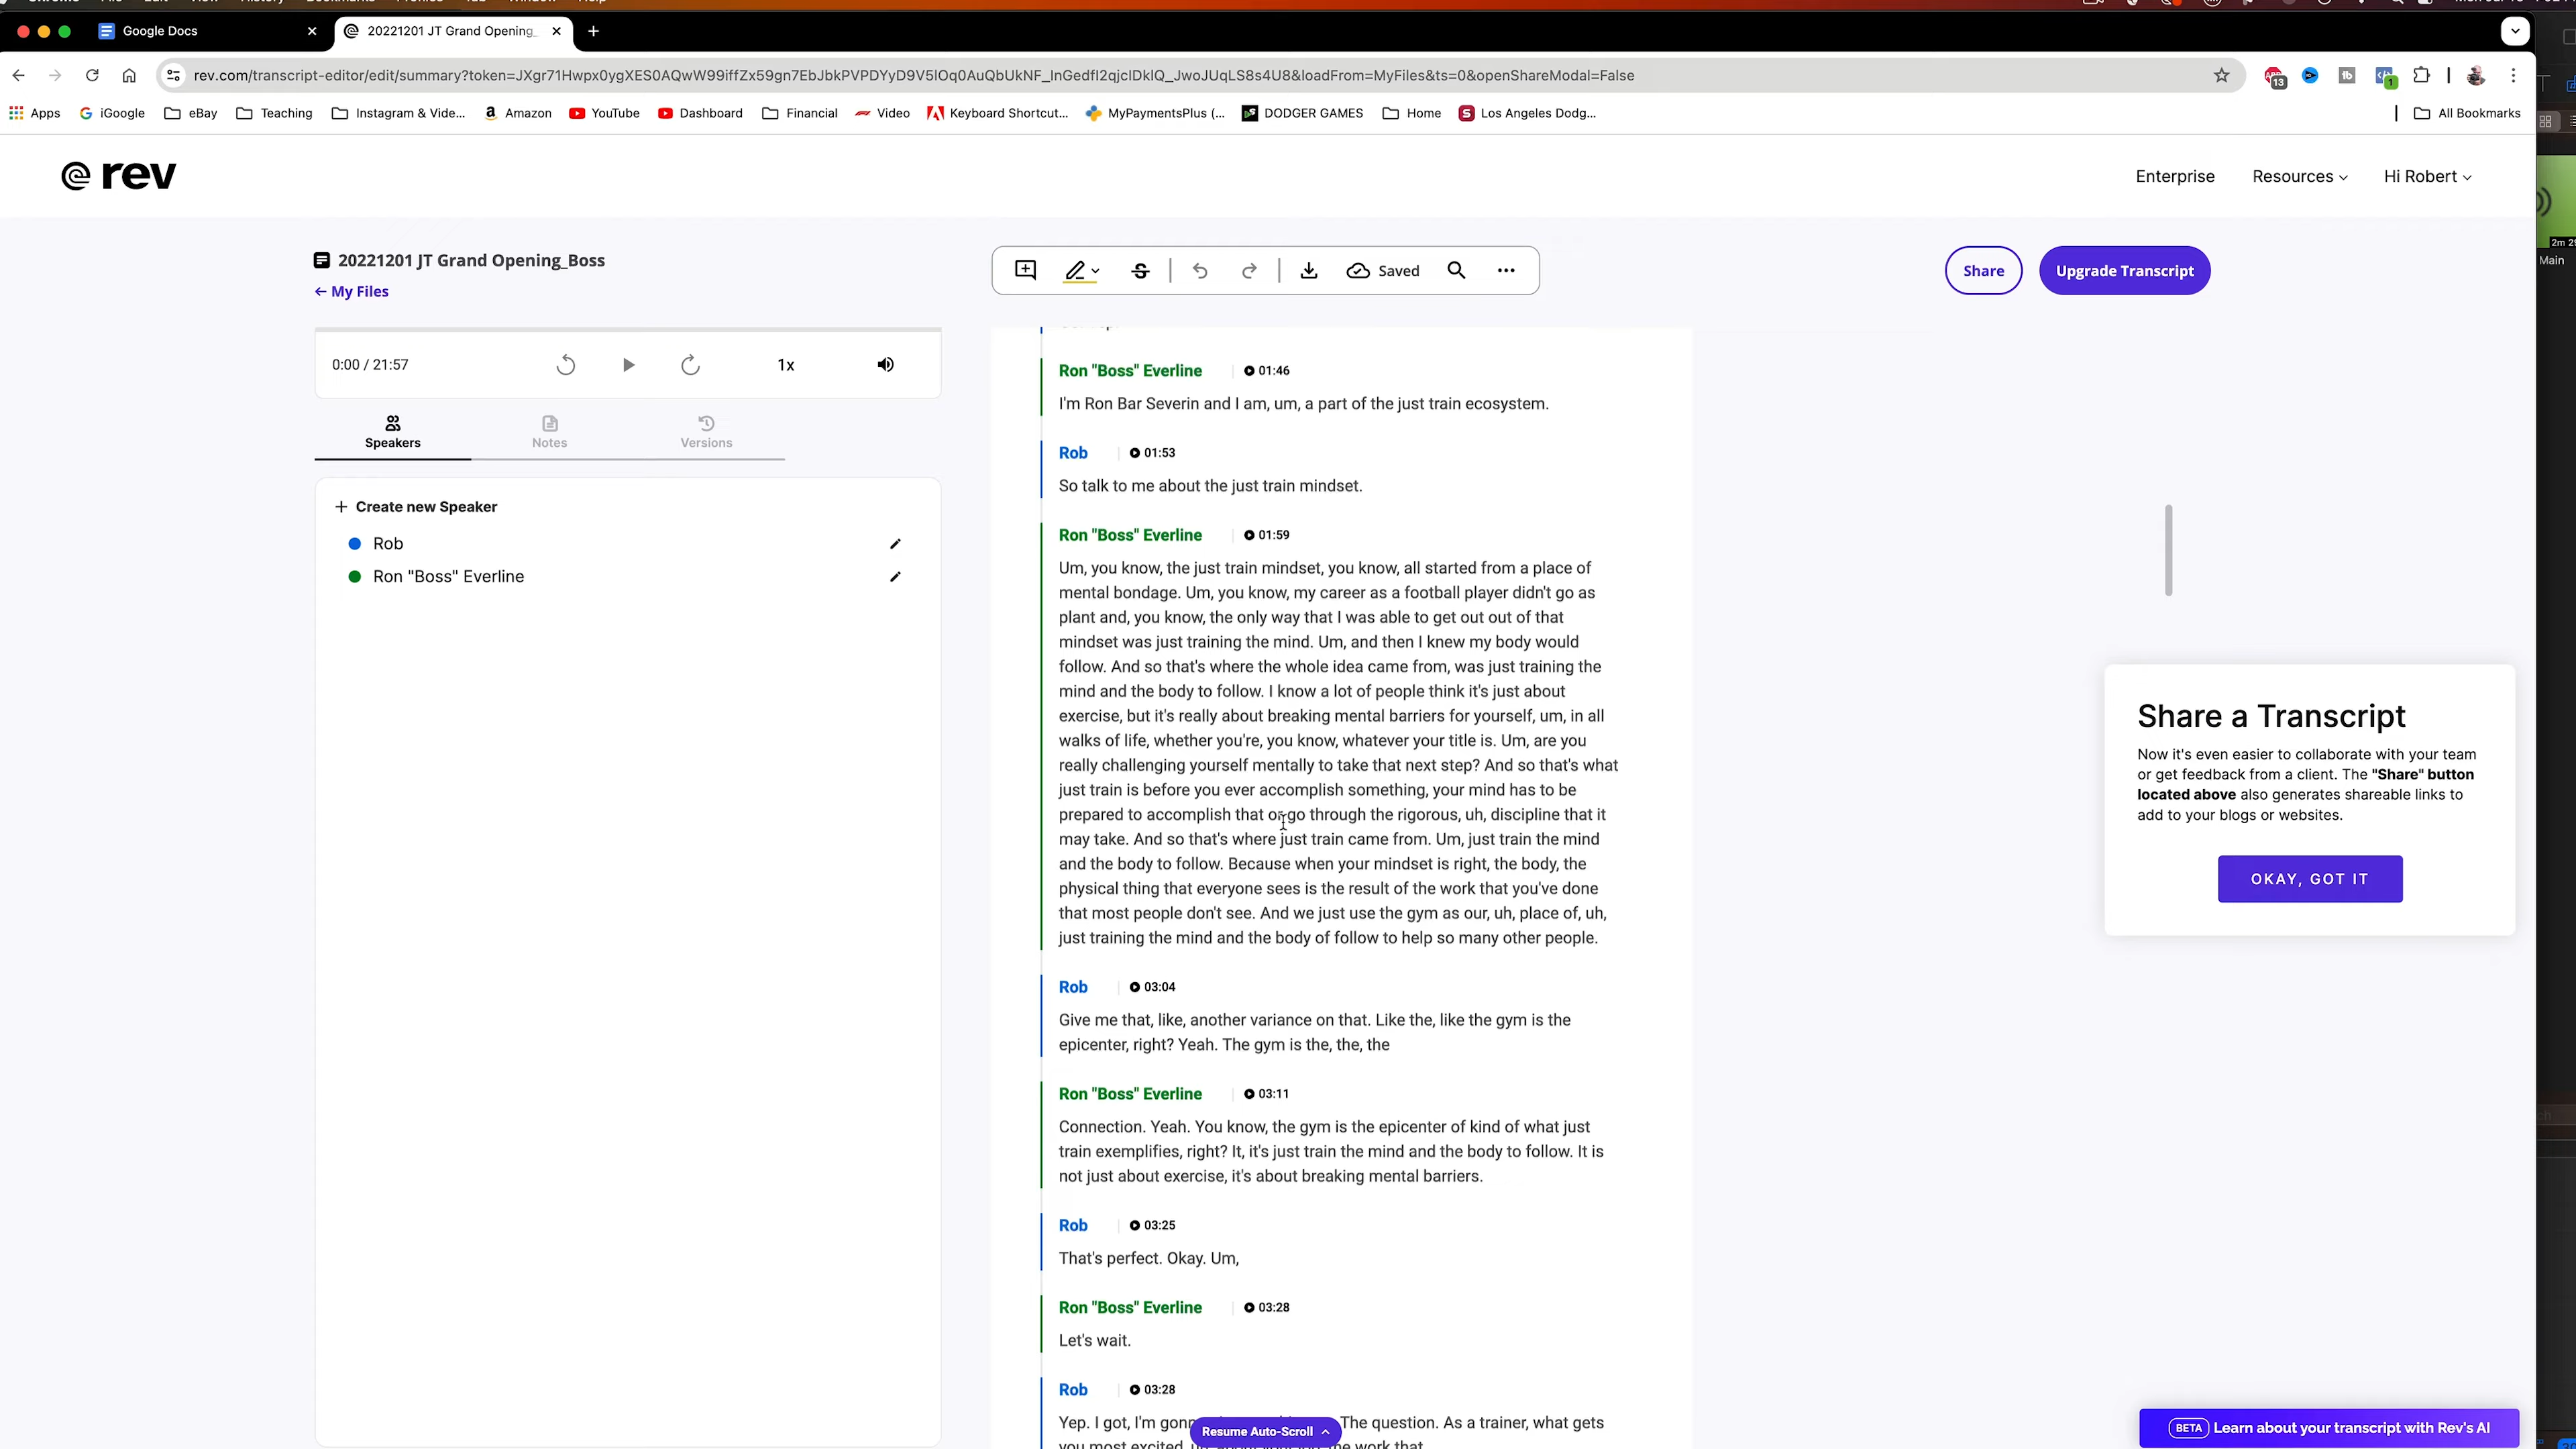 Google Docs
20221201 JT Grand Opening_
rev.com/transcript-editor/edit/summary?token=JXgr71Hwpx0ygXES0AQwW99iffZx59gn7EbJbkPVPDYyD9V5lOq0AuQbUkNF_lnGedfI2qjcIDklQ_JwoJUqLS8s4U8&loadFrom=MyFiles&ts=0&openShareModal=False
13
1
Apps
iGoogle
eBay
Teaching
Instagram & Vide...
Amazon
YouTube
Dashboard
Financial
Video
Keyboard Shortcut...
MyPaymentsPlus (...
DODGER GAMES
Home
Los Angeles Dodg...
All Bookmarks
rev
Enterprise
Resources
Hi Robert
20221201 JT Grand Opening_Boss
← My Files
Saved
Share
Upgrade Transcript
0:00 / 21:57
1x
Speakers
Notes
Versions
+ Create new Speaker
Rob
Ron "Boss" Everline
Ron "Boss" Everline 01:46
I'm Ron Bar Severin and I am, um, a part of the just train ecosystem.
Rob 01:53
So talk to me about the just train mindset.
Ron "Boss" Everline 01:59
Um, you know, the just train mindset, you know, all started from a place of
mental bondage. Um, you know, my career as a football player didn't go as
plant and, you know, the only way that I was able to get out out of that
mindset was just training the mind. Um, and then I knew my body would
follow. And so that's where the whole idea came from, was just training the
mind and the body to follow. I know a lot of people think it's just about
exercise, but it's really about breaking mental barriers for yourself, um, in all
walks of life, whether you're, you know, whatever your title is. Um, are you
really challenging yourself mentally to take that next step? And so that's what
just train is before you ever accomplish something, your mind has to be
prepared to accomplish that or go through the rigorous, uh, discipline that it
may take. And so that's where just train came from. Um, just train the mind
and the body to follow. Because when your mindset is right, the body, the
physical thing that everyone sees is the result of the work that you've done
that most people don't see. And we just use the gym as our, uh, place of, uh,
just training the mind and the body of follow to help so many other people.
Rob 03:04
Give me that, like, another variance on that. Like the, like the gym is the
epicenter, right? Yeah. The gym is the, the, the
Ron "Boss" Everline 03:11
Connection. Yeah. You know, the gym is the epicenter of kind of what just
train exemplifies, right? It, it's just train the mind and the body to follow. It is
not just about exercise, it's about breaking mental barriers.
Rob 03:25
That's perfect. Okay. Um,
Ron "Boss" Everline 03:28
Let's wait.
Rob 03:28
Yep. I got, I'm gonn The question. As a trainer, what gets
you most excited, the work that
Resume Auto-Scroll
Share a Transcript
Now it's even easier to collaborate with your team
or get feedback from a client. The "Share" button
located above also generates shareable links to
add to your blogs or websites.
OKAY, GOT IT
BETA Learn about your transcript with Rev's AI
Main